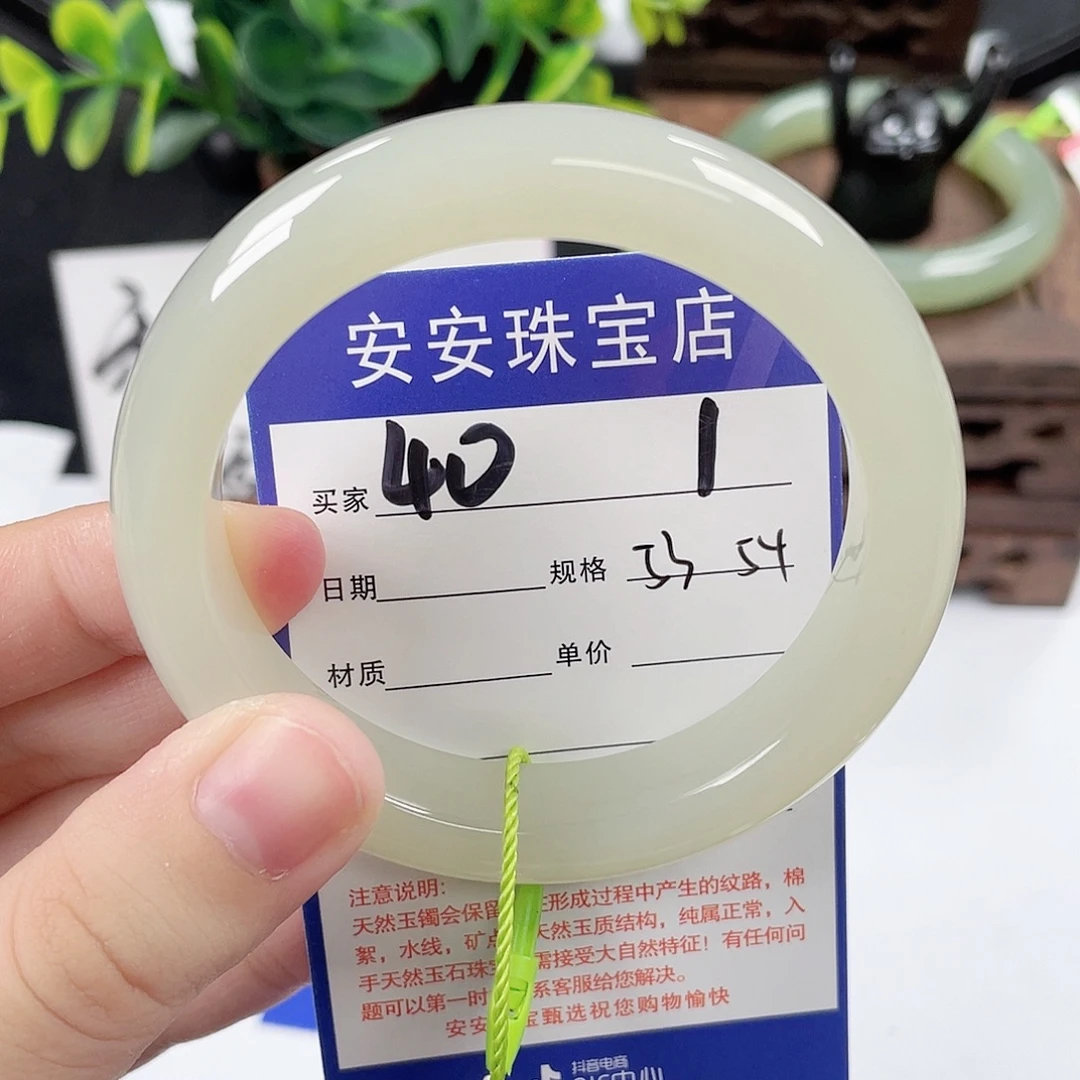 安安珠宝店
买家 40 1
日期 规格 53 54
材质 单价
注意说明:
天然玉镯会保留 在形成过程中产生的纹路，棉
絮，水线，矿点 天然玉质结构，纯属正常，入
手天然玉石珠宝 需接受大自然特征！有任何问
题可以第一时 系客服给您解决。
安安 宝甄选祝您购物愉快
抖音电商